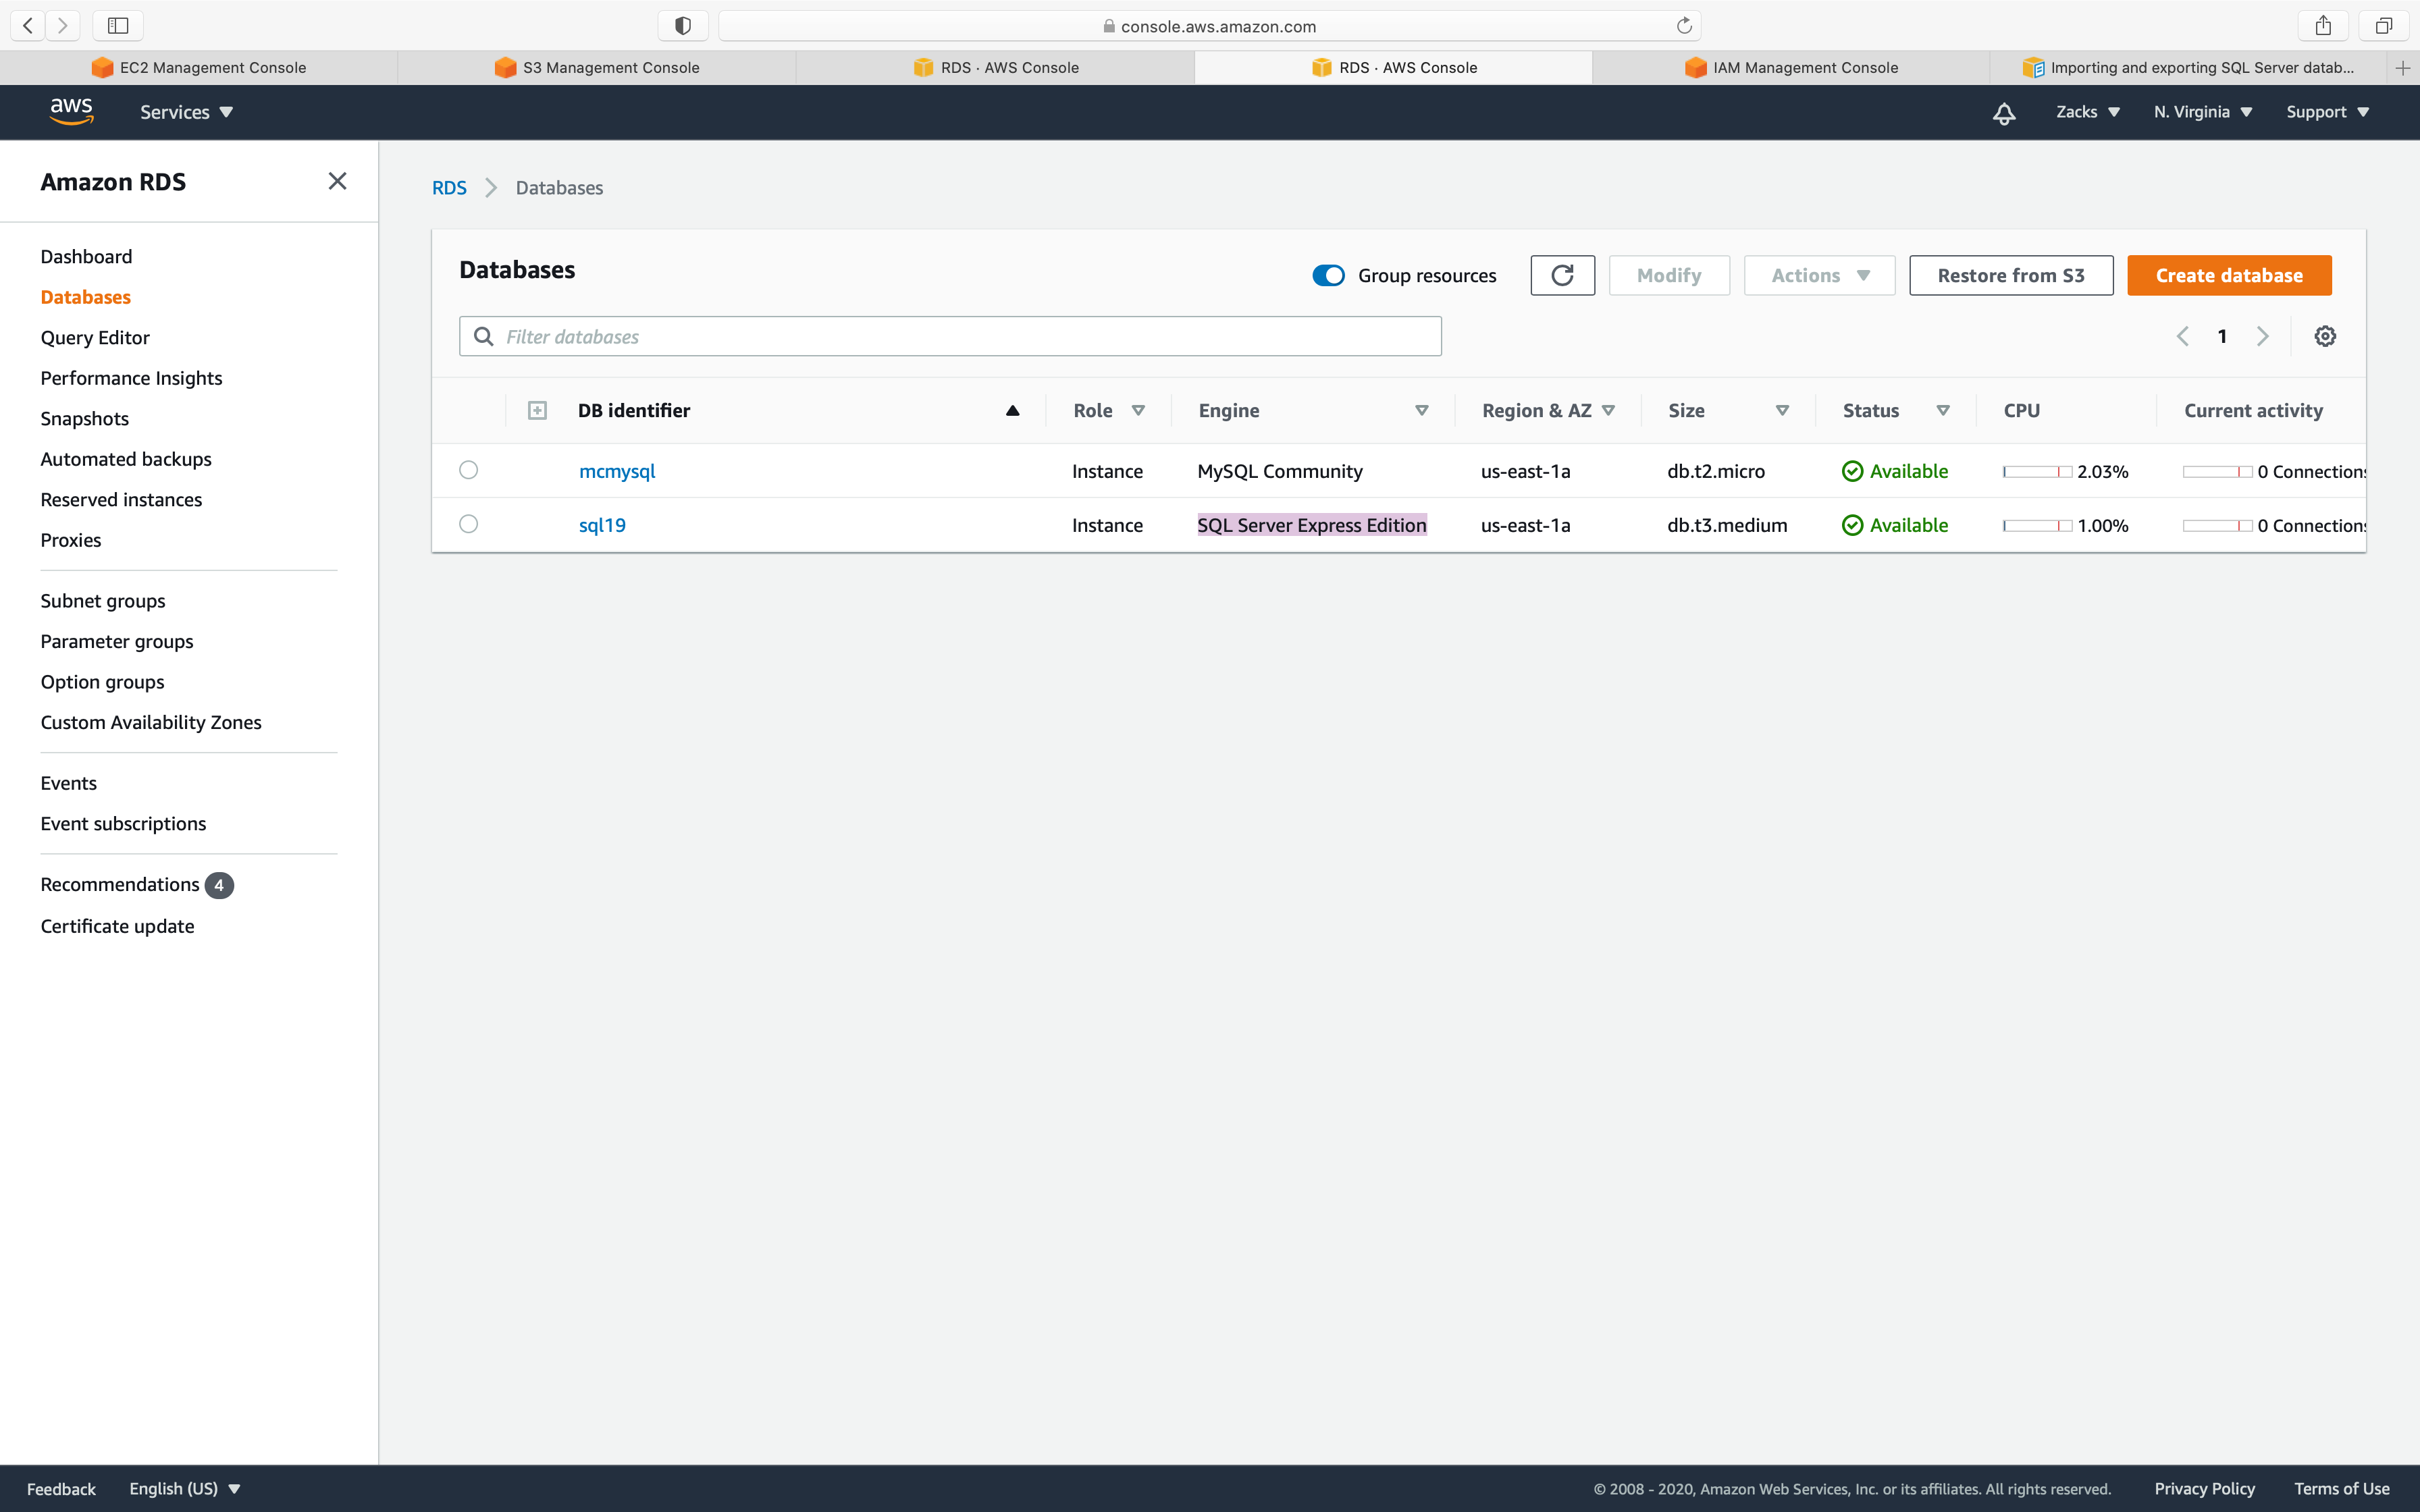 console.aws.amazon.com
EC2 Management Console
S3 Management Console
RDS · AWS Console
RDS · AWS Console
IAM Management Console
Importing and exporting SQL Server datab...
aws
Services
Zacks
N. Virginia
Support
Amazon RDS
Dashboard
Databases
Query Editor
Performance Insights
Snapshots
Automated backups
Reserved instances
Proxies
Subnet groups
Parameter groups
Option groups
Custom Availability Zones
Events
Event subscriptions
Recommendations 4
Certificate update
RDS > Databases
Databases
Group resources
Modify
Actions
Restore from S3
Create database
Filter databases
1
DB identifier Role Engine Region & AZ Size Status CPU Current activity
mcmysql Instance MySQL Community us-east-1a db.t2.micro Available 2.03% 0 Connections
sql19 Instance SQL Server Express Edition us-east-1a db.t3.medium Available 1.00% 0 Connections
Feedback
English (US)
© 2008 - 2020, Amazon Web Services, Inc. or its affiliates. All rights reserved.
Privacy Policy
Terms of Use